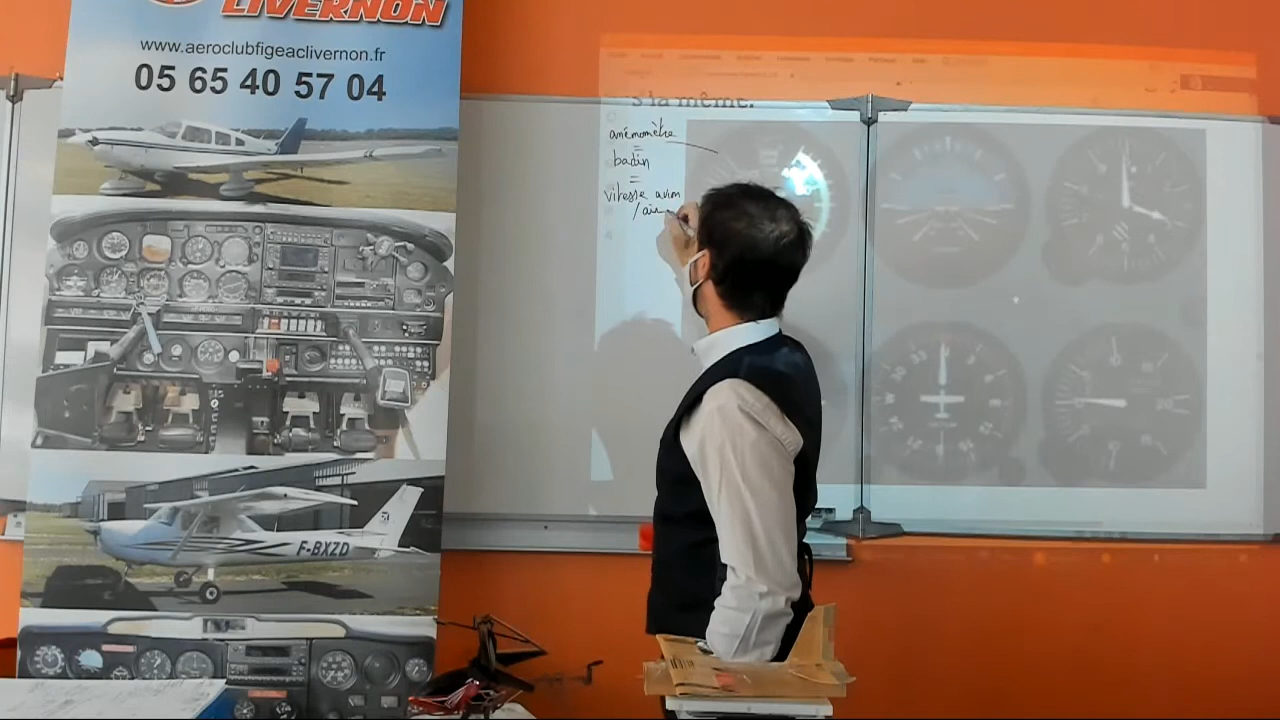 LIVERNON
www.aeroclubfigeaclivernon.fr
05 65 40 57 04
F-BXZD
s la même.
anémomètre
=
badin
=
vitesse avion
/air